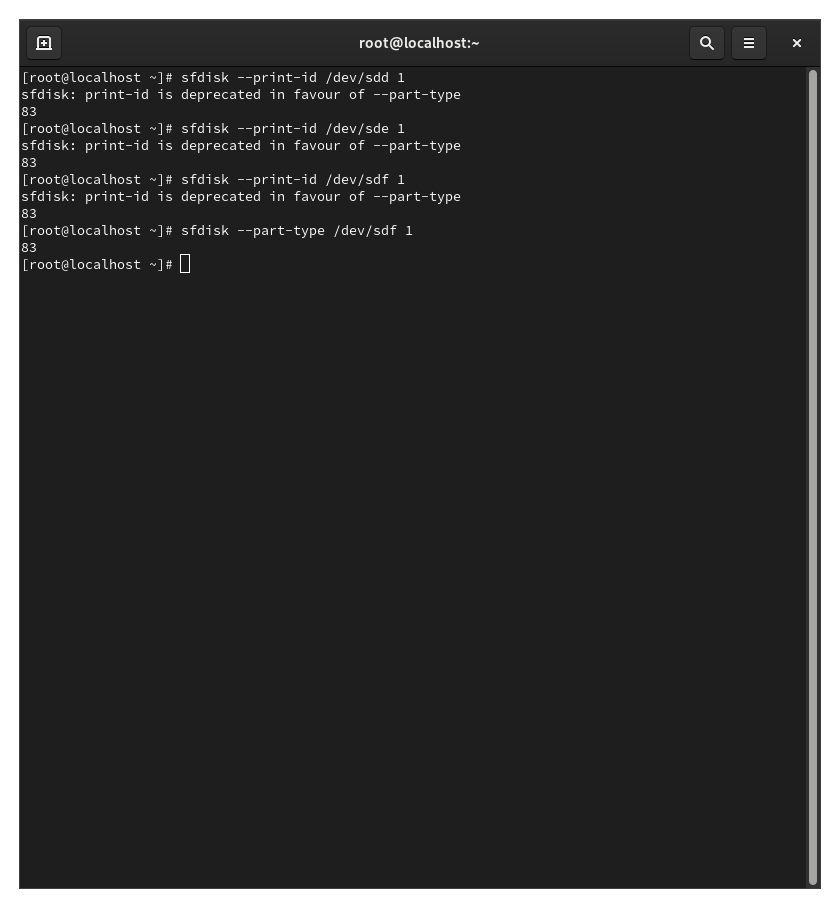 root@localhost:~
[root@localhost ~]# sfdisk --print-id /dev/sdd 1
sfdisk: print-id is deprecated in favour of --part-type
83
[root@localhost ~]# sfdisk --print-id /dev/sde 1
sfdisk: print-id is deprecated in favour of --part-type
83
[root@localhost ~]# sfdisk --print-id /dev/sdf 1
sfdisk: print-id is deprecated in favour of --part-type
83
[root@localhost ~]# sfdisk --part-type /dev/sdf 1
83
[root@localhost ~]#